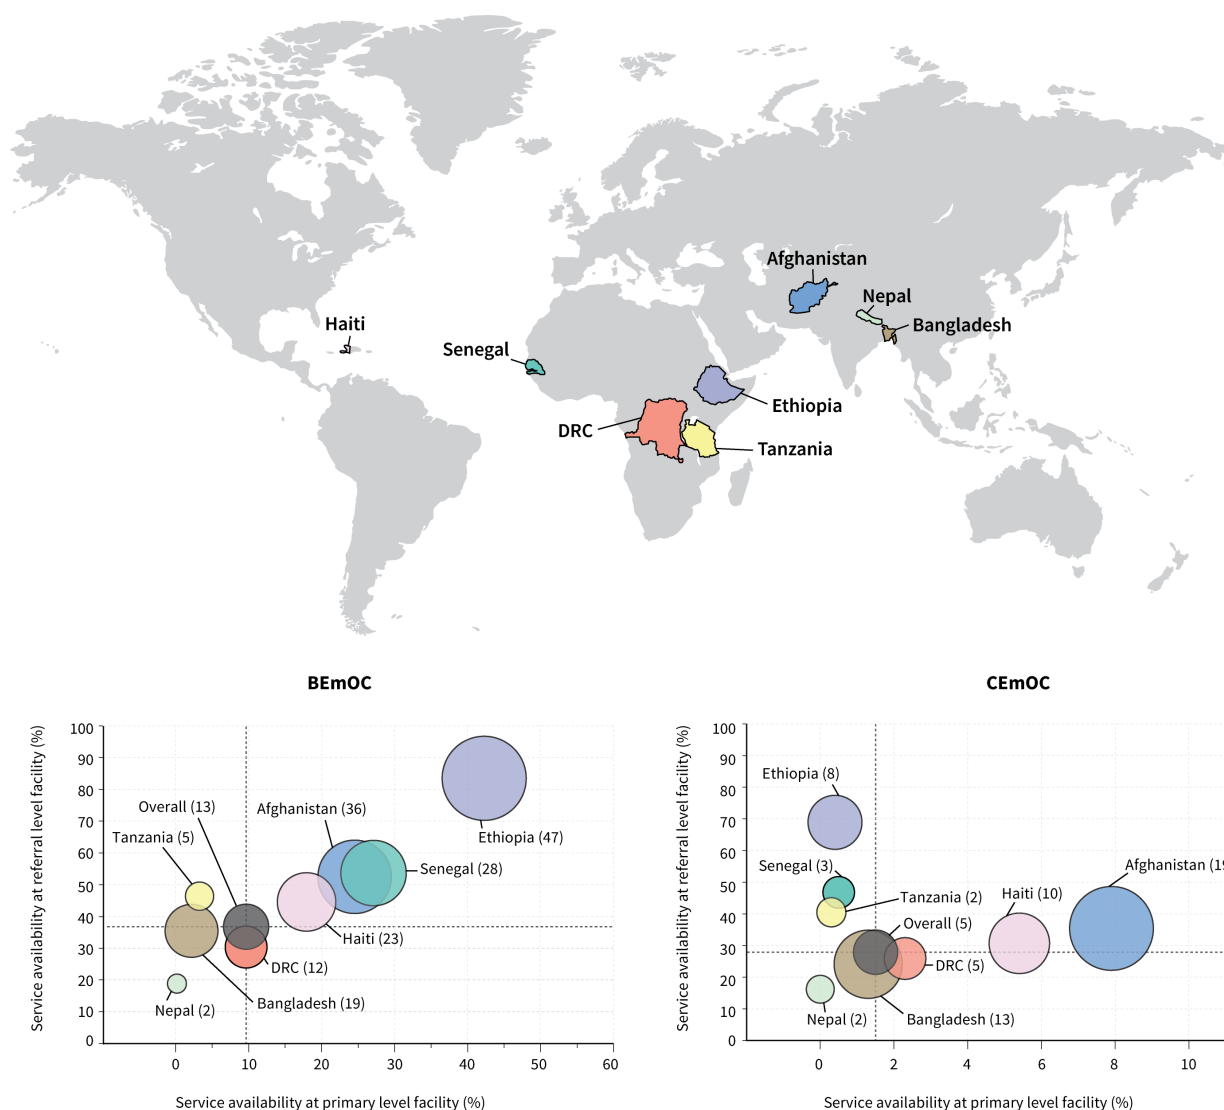 Afghanistan
Nepal
Bangladesh
Haiti
Senegal
Ethiopia
DRC
Tanzania
BEmOC
Service availability at referral level facility (%)
100
90
80
70
60
50
40
30
20
10
0
Overall (13)
Afghanistan (36)
Tanzania (5)
Ethiopia (47)
Senegal (28)
Haiti (23)
DRC (12)
Bangladesh (19)
Nepal (2)
0 10 20 30 40 50 60
Service availability at primary level facility (%)
CEmOC
Service availability at referral level facility (%)
100
90
80
70
60
50
40
30
20
10
0
Ethiopia (8)
Senegal (3)
Afghanistan (19
Tanzania (2)
Haiti (10)
Overall (5)
DRC (5)
Nepal (2)
Bangladesh (13)
0 2 4 6 8 10
Service availability at primary level facility (%)